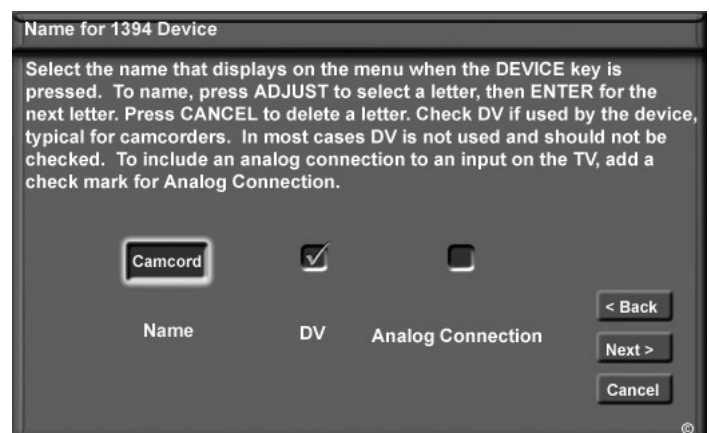 Name for 1394 Device
Select the name that displays on the menu when the DEVICE key is
pressed. To name, press ADJUST to select a letter, then ENTER for the
next letter. Press CANCEL to delete a letter. Check DV if used by the device,
typical for camcorders. In most cases DV is not used and should not be
checked. To include an analog connection to an input on the TV, add a
check mark for Analog Connection.
Camcord
Name DV Analog Connection
< Back
Next >
Cancel
©